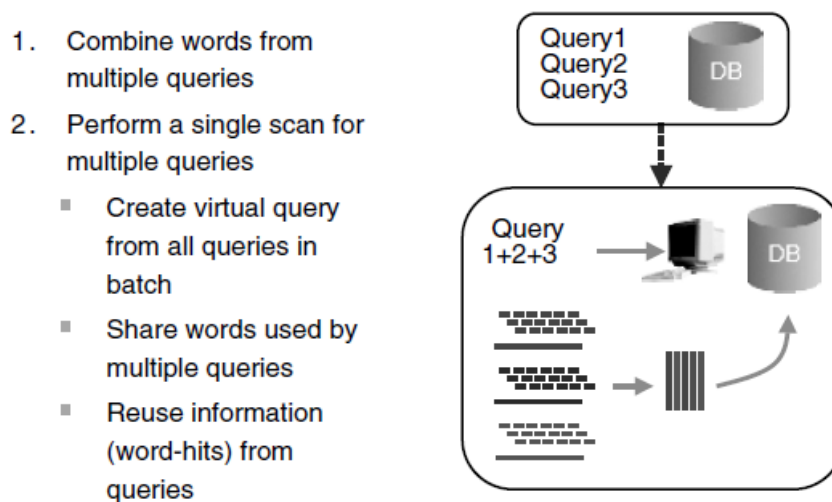 1. Combine words from
multiple queries
2. Perform a single scan for
multiple queries
Create virtual query
from all queries in
batch
Share words used by
multiple queries
Reuse information
(word-hits) from
queries
Query1
Query2
Query3
DB
Query
1+2+3
DB